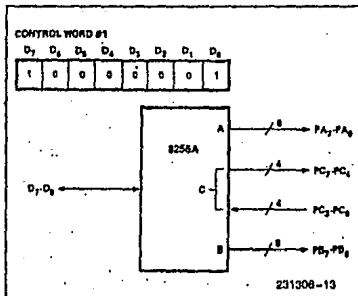 CONTROL WORD #1
D7 D6 D5 D4 D3 D2 D1 D0
1 0 0 0 0 0 0 1
A 8 PA7-PA0
8255A
4 PC7-PC4
D7-D0 C
4 PC3-PC0
B 8 PB7-PB0
231306-13